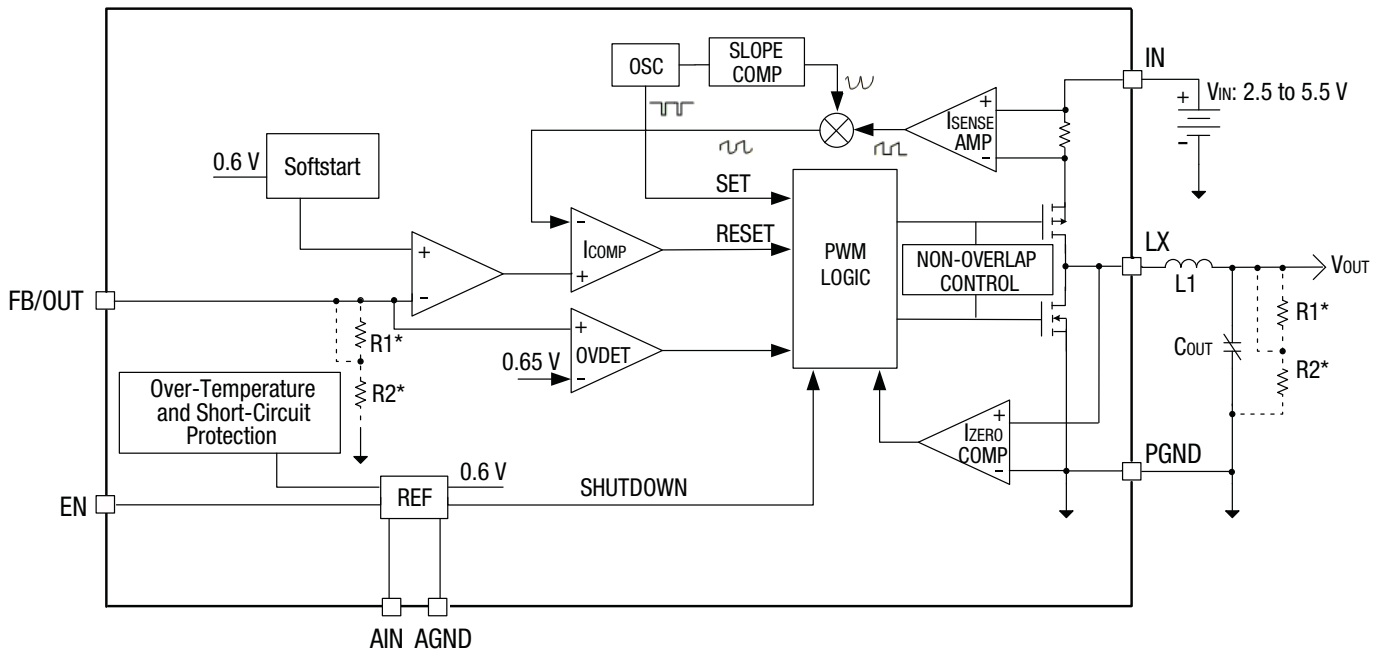 OSC
SLOPE
COMP
IN
+
VIN: 2.5 to 5.5 V
-
+
ISENSE
AMP
-
0.6 V
Softstart
SET
-
ICOMP
+
RESET
PWM
LOGIC
NON-OVERLAP
CONTROL
LX
L1
VOUT
+
-
FB/OUT
R1*
R2*
+
OVDET
-
0.65 V
COUT
R1*
R2*
Over-Temperature
and Short-Circuit
Protection
+
IZERO
COMP
-
PGND
0.6 V
EN
REF
SHUTDOWN
AIN
AGND